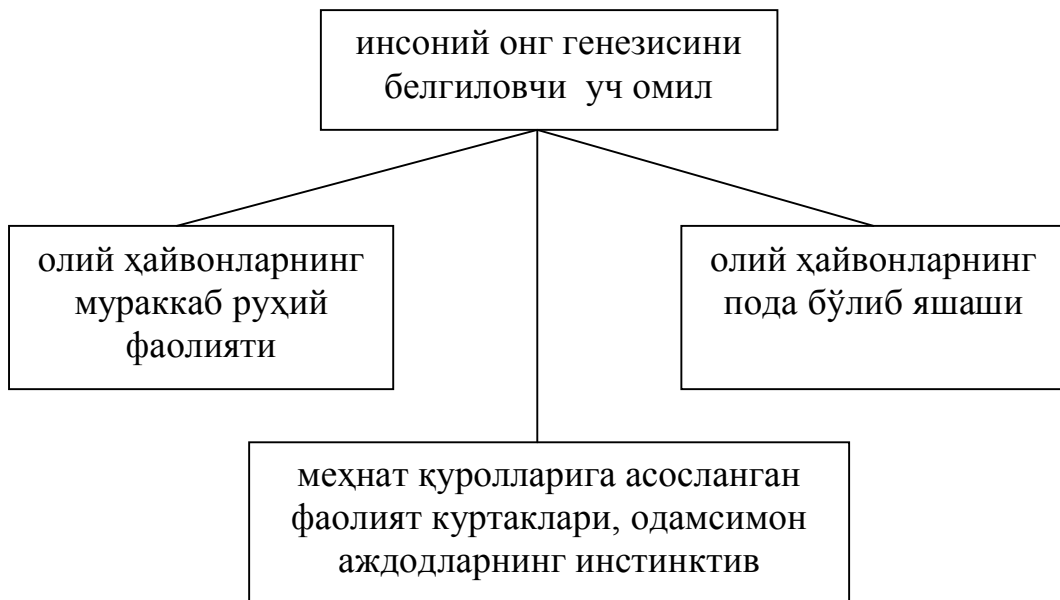 инсоний онг генезисини
белгиловчи уч омил
олий ҳайвонларнинг
мураккаб руҳий
фаолияти
олий ҳайвонларнинг
пода бўлиб яшаши
меҳнат қуролларига асосланган
фаолият куртаклари, одамсимон
аждодларнинг инстинктив